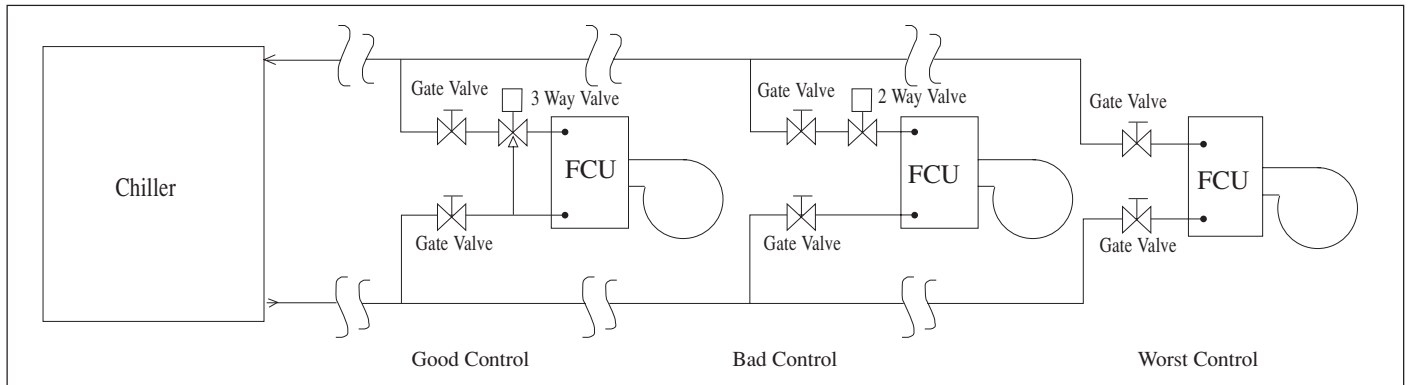 Gate Valve
3 Way Valve
Gate Valve
2 Way Valve
Gate Valve
Chiller
FCU
FCU
FCU
Gate Valve
Gate Valve
Gate Valve
Good Control
Bad Control
Worst Control